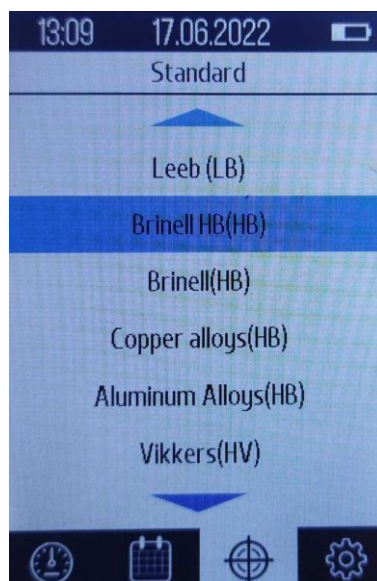 13:09 17.06.2022
Standard
Leeb (LB)
Brinell HB(HB)
Brinell(HB)
Copper alloys(HB)
Aluminum Alloys(HB)
Vikkers(HV)